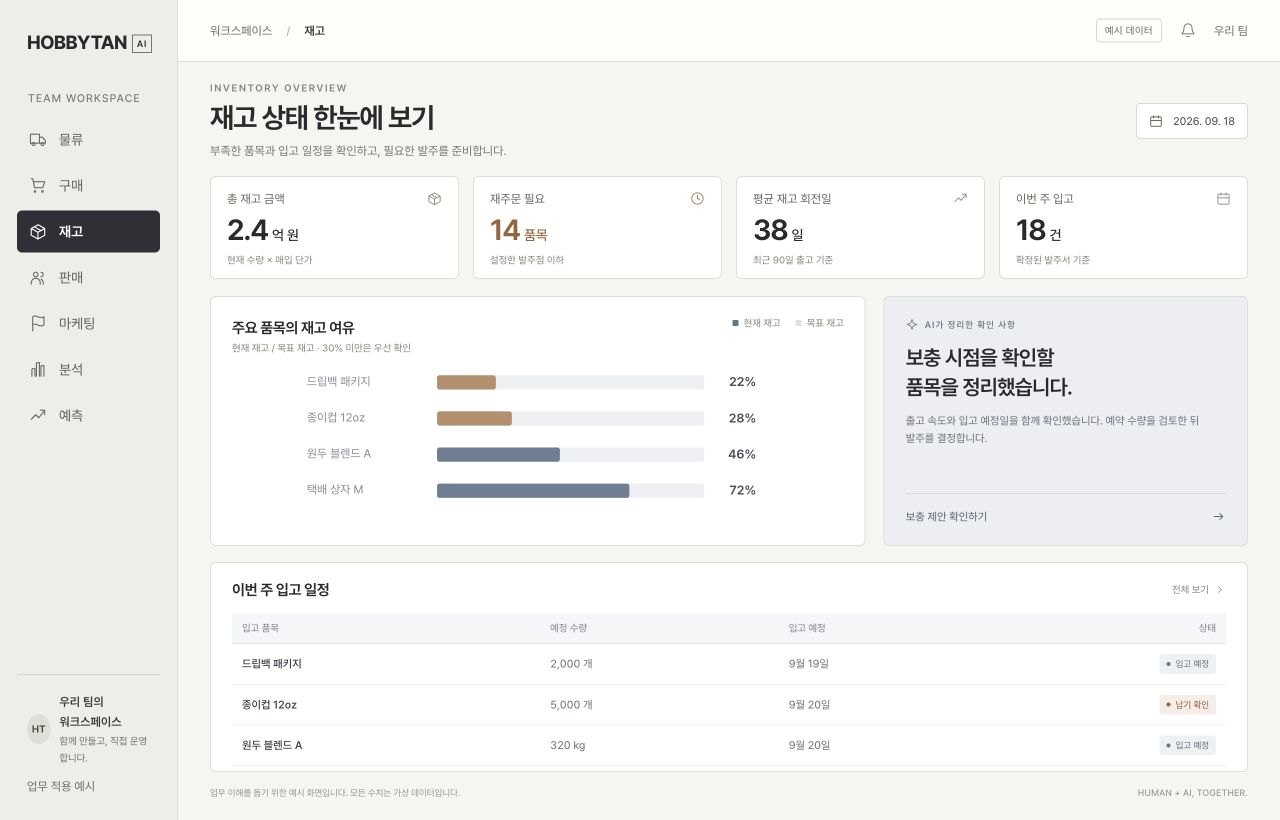 HOBBYTAN AI
TEAM WORKSPACE
물류
구매
재고
판매
마케팅
분석
예측
HT
우리 팀의
워크스페이스
함께 만들고, 직접 운영
합니다.
업무 적용 예시
워크스페이스 / 재고
예시 데이터
우리 팀
INVENTORY OVERVIEW
재고 상태 한눈에 보기
부족한 품목과 입고 일정을 확인하고, 필요한 발주를 준비합니다.
2026. 09. 18
총 재고 금액
2.4 억 원
현재 수량 × 매입 단가
재주문 필요
14 품목
설정한 발주점 이하
평균 재고 회전일
38 일
최근 90일 출고 기준
이번 주 입고
18 건
확정된 발주서 기준
주요 품목의 재고 여유
현재 재고 / 목표 재고 · 30% 미만은 우선 확인
현재 재고
목표 재고
드립백 패키지 22%
종이컵 12oz 28%
원두 블렌드 A 46%
택배 상자 M 72%
AI가 정리한 확인 사항
보충 시점을 확인할
품목을 정리했습니다.
출고 속도와 입고 예정일을 함께 확인했습니다. 예약 수량을 검토한 뒤
발주를 결정합니다.
보충 제안 확인하기
이번 주 입고 일정
전체 보기
입고 품목 예정 수량 입고 예정 상태
드립백 패키지 2,000 개 9월 19일 입고 예정
종이컵 12oz 5,000 개 9월 20일 납기 확인
원두 블렌드 A 320 kg 9월 20일 입고 예정
업무 이해를 돕기 위한 예시 화면입니다. 모든 수치는 가상 데이터입니다.
HUMAN + AI, TOGETHER.